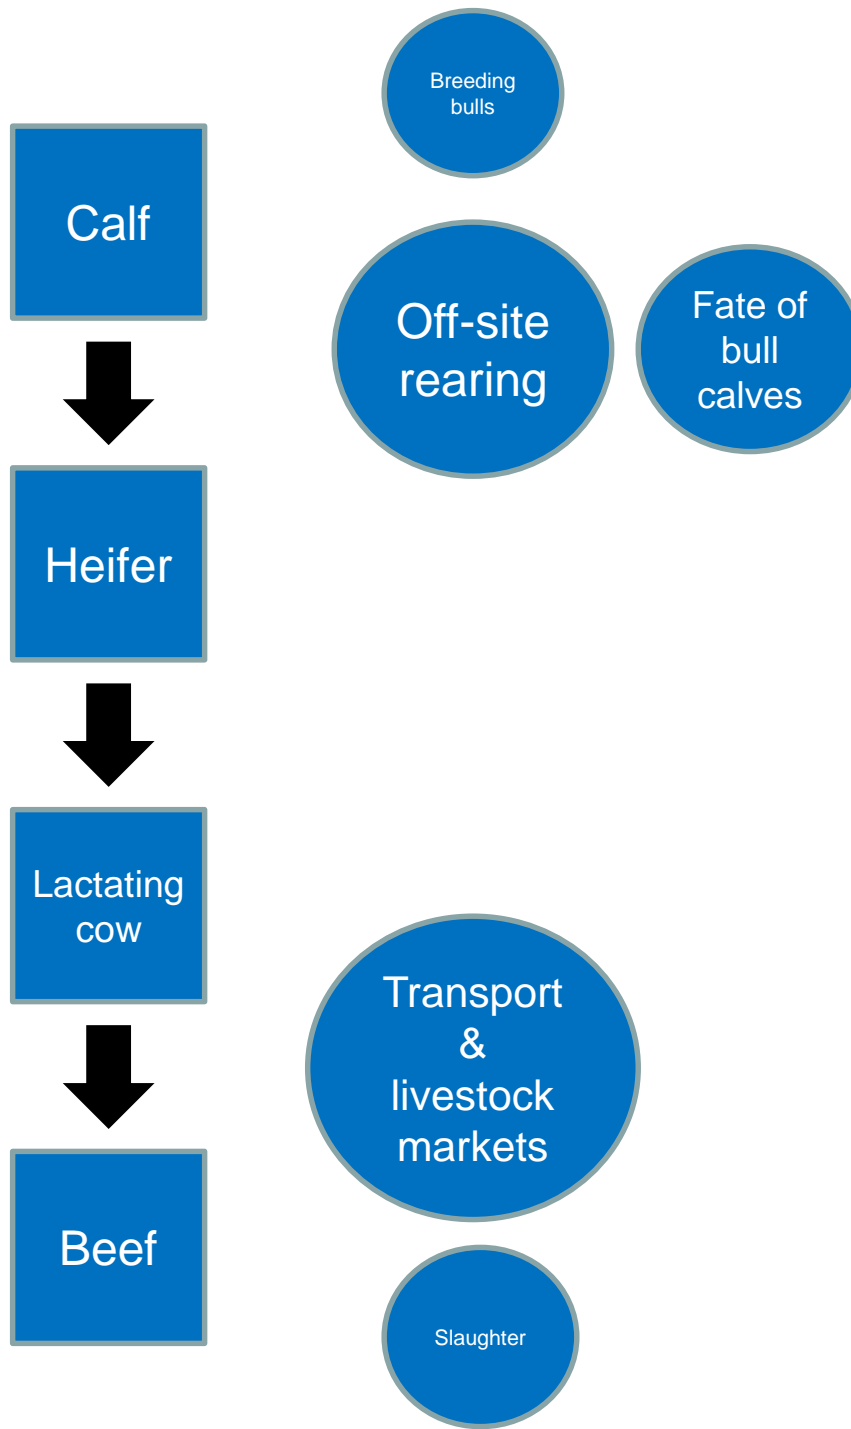 Breeding
bulls
Calf
Off-site
rearing
Fate of
bull
calves
Heifer
Lactating
cow
Transport
&
livestock
markets
Beef
Slaughter